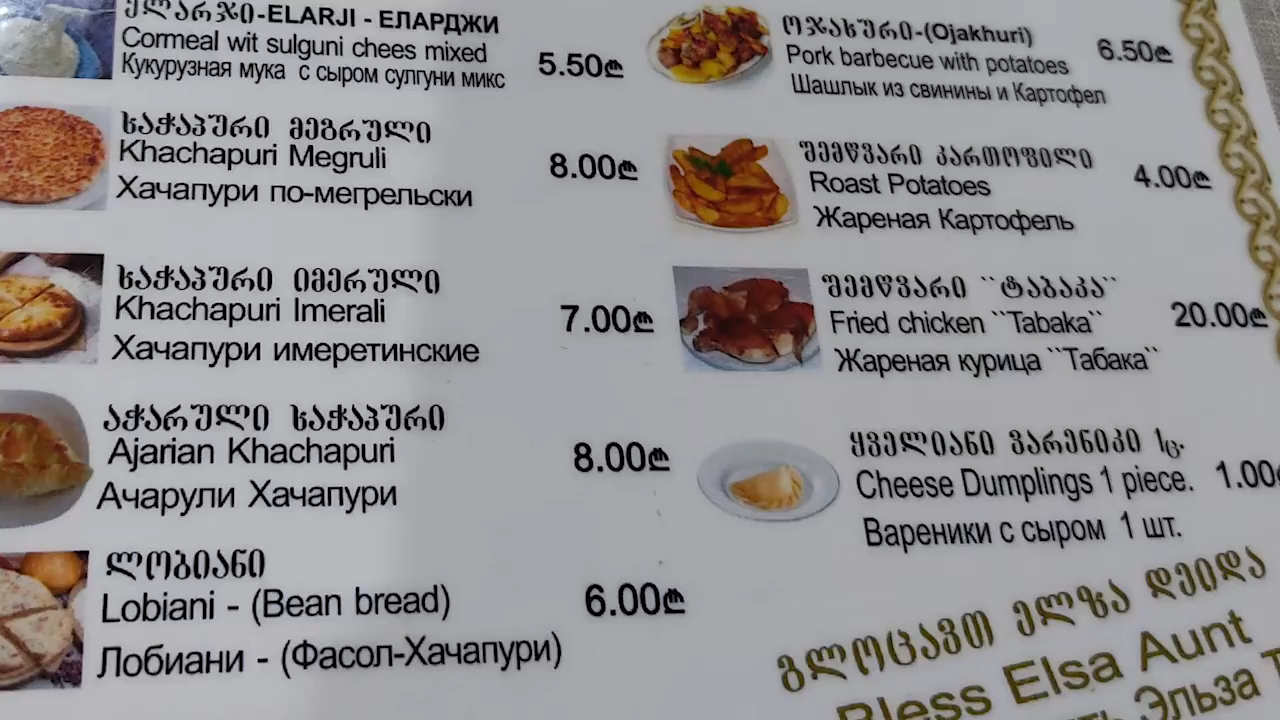 ელარჯი-ELARJI - ЕЛАРДЖИ
Cormeal wit sulguni chees mixed
Кукурузная мука с сыром сулгуни микс
5.50₾
ხაჭაპური მეგრული
Khachapuri Megruli
Хачапури по-мегрельски
8.00₾
ხაჭაპური იმერული
Khachapuri Imerali
Хачапури имеретинские
7.00₾
აჭარული ხაჭაპური
Ajarian Khachapuri
Ачарули Хачапури
8.00₾
ლობიანი
Lobiani - (Bean bread)
Лобиани - (Фасол-Хачапури)
6.00₾
ოჯახური-(Ojakhuri)
Pork barbecue with potatoes
Шашлык из свинины и Картофел
6.50₾
შემწვარი კართოფილი
Roast Potatoes
Жареная Картофель
4.00₾
შემწვარი ``ტაბაკა``
Fried chicken ``Tabaka``
Жареная курица ``Табака``
20.00₾
ყველიანი ვარენიკი 1ც.
Cheese Dumplings 1 piece.
Вареники с сыром 1 шт.
1.00₾
გლოცავთ ელზა დეიდა
Bless Elsa Aunt
Эльза